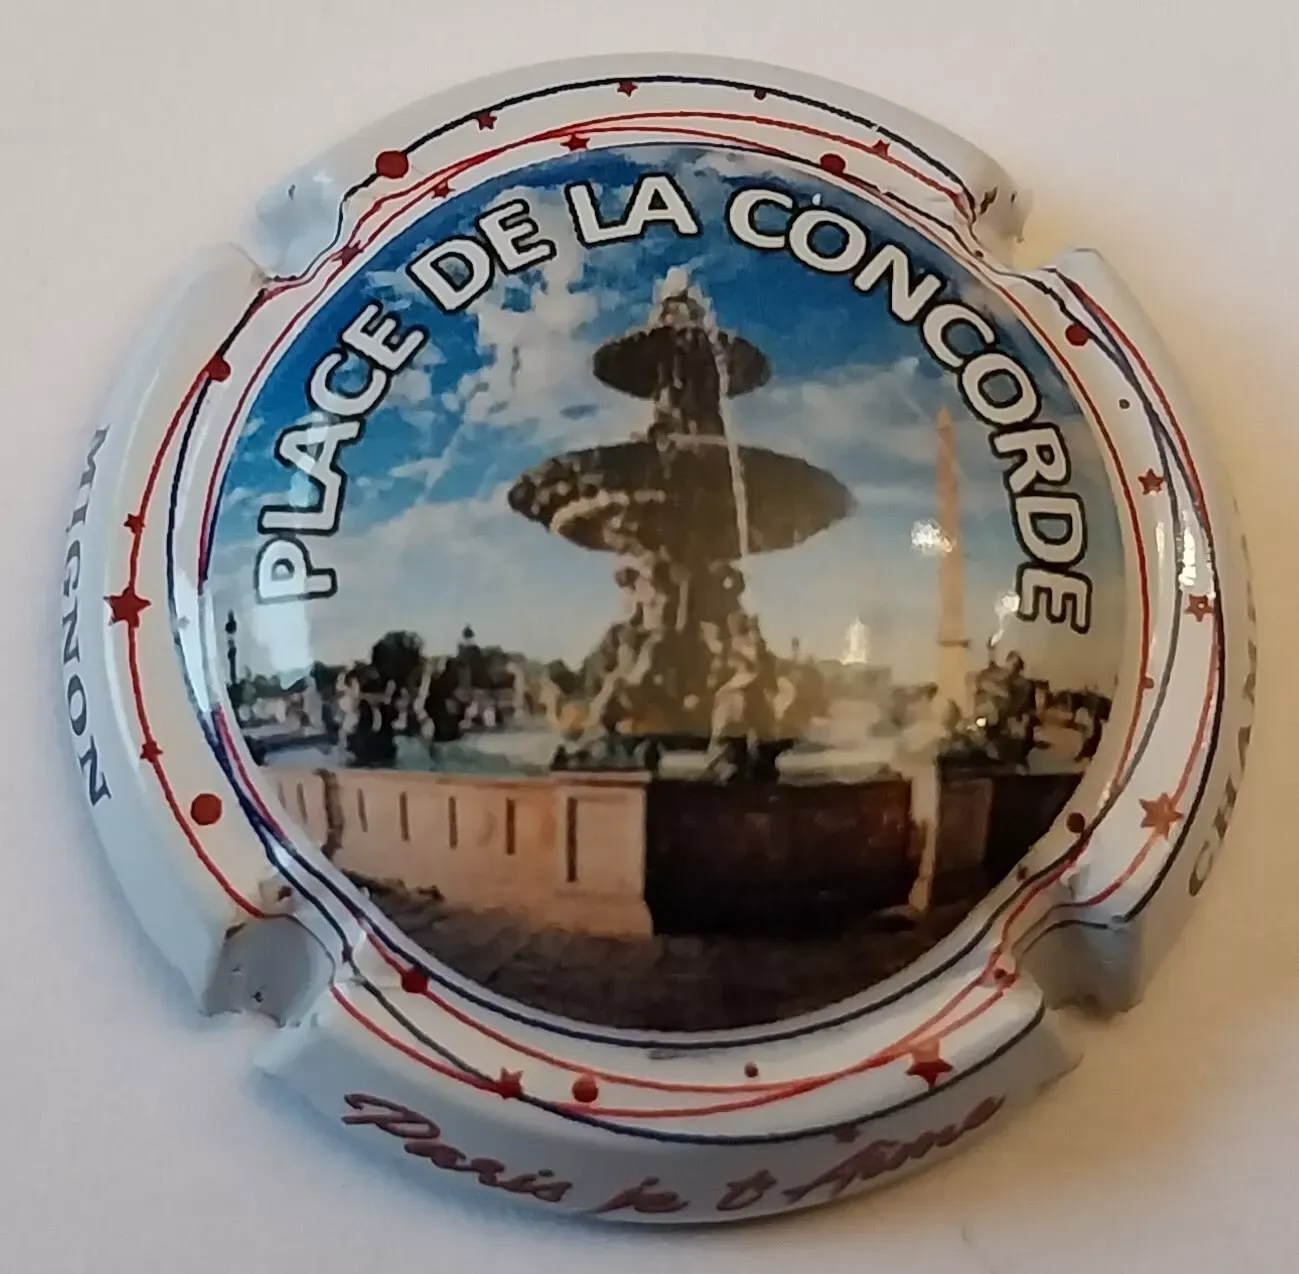 PLACE DE LA CONCORDE
MIGNON
Paris je t'Aime